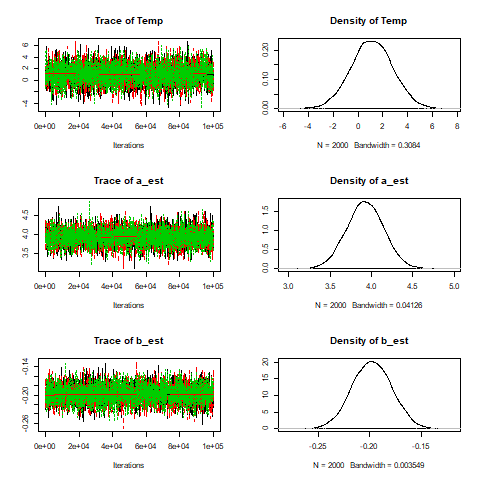 Trace of Temp
6
4
2
0
-4
0e+00 2e+04 4e+04 6e+04 8e+04 1e+05
Iterations
Density of Temp
0.20
0.10
0.00
-6 -4 -2 0 2 4 6 8
N = 2000 Bandwidth = 0.3084
Trace of a_est
4.5
4.0
3.5
0e+00 2e+04 4e+04 6e+04 8e+04 1e+05
Iterations
Density of a_est
1.5
1.0
0.5
0.0
3.0 3.5 4.0 4.5 5.0
N = 2000 Bandwidth = 0.04126
Trace of b_est
-0.14
-0.20
-0.26
0e+00 2e+04 4e+04 6e+04 8e+04 1e+05
Iterations
Density of b_est
20
15
10
5
0
-0.25 -0.20 -0.15
N = 2000 Bandwidth = 0.003549